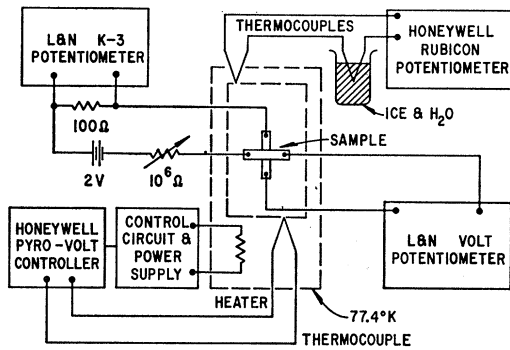 L&N K-3
POTENTIOMETER
THERMOCOUPLES
HONEYWELL
RUBICON
POTENTIOMETER
100Ω
ICE & H₂O
SAMPLE
2V
10⁶Ω
HONEYWELL
PYRO-VOLT
CONTROLLER
CONTROL
CIRCUIT &
POWER
SUPPLY
L&N VOLT
POTENTIOMETER
HEATER
77.4°K
THERMOCOUPLE